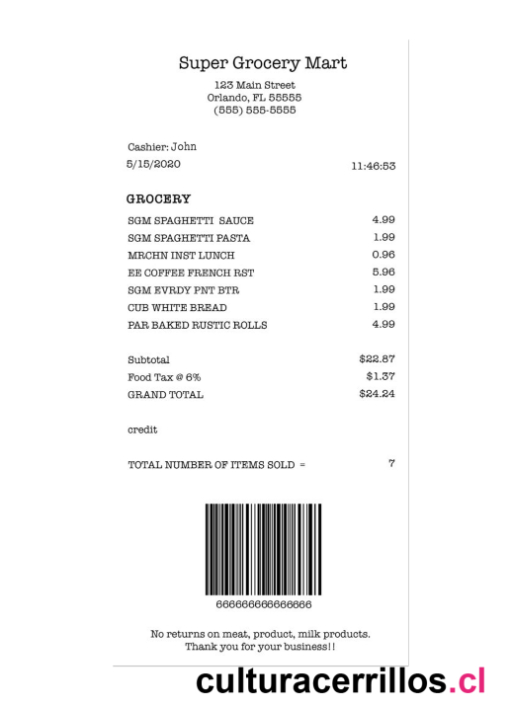 Super Grocery Mart
123 Main Street
Orlando, FL 55555
(555) 555-5555
Cashier: John
5/15/2020 11:46:53
GROCERY
SGM SPAGHETTI SAUCE 4.99
SGM SPAGHETTI PASTA 1.99
MRCHN INST LUNCH 0.96
EE COFFEE FRENCH RST 5.96
SGM EVRDY PNT BTR 1.99
CUB WHITE BREAD 1.99
PAR BAKED RUSTIC ROLLS 4.99
Subtotal $22.87
Food Tax @ 6% $1.37
GRAND TOTAL $24.24
credit
TOTAL NUMBER OF ITEMS SOLD = 7
666666666666666
No returns on meat, product, milk products.
Thank you for your business!!
culturacerrillos.cl